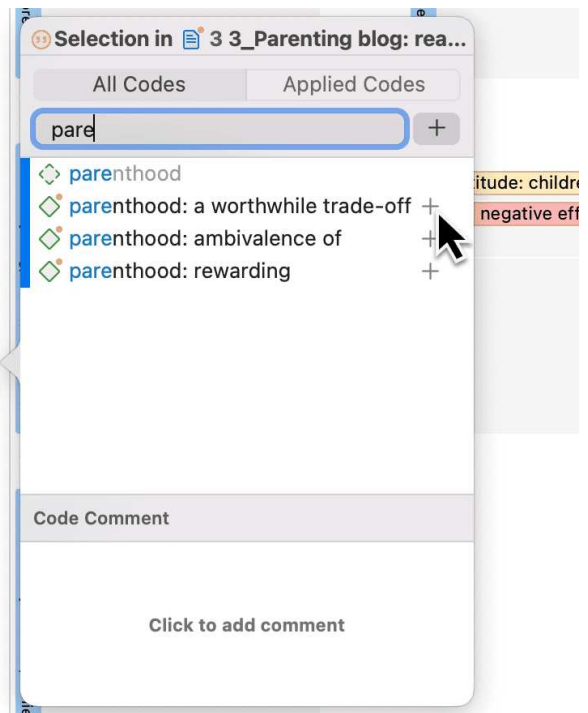 Selection in 3 3_Parenting blog: rea...
All Codes Applied Codes
pare
parenthood
parenthood: a worthwhile trade-off
itude: childre
parenthood: ambivalence of
negative eff
parenthood: rewarding
Code Comment
Click to add comment